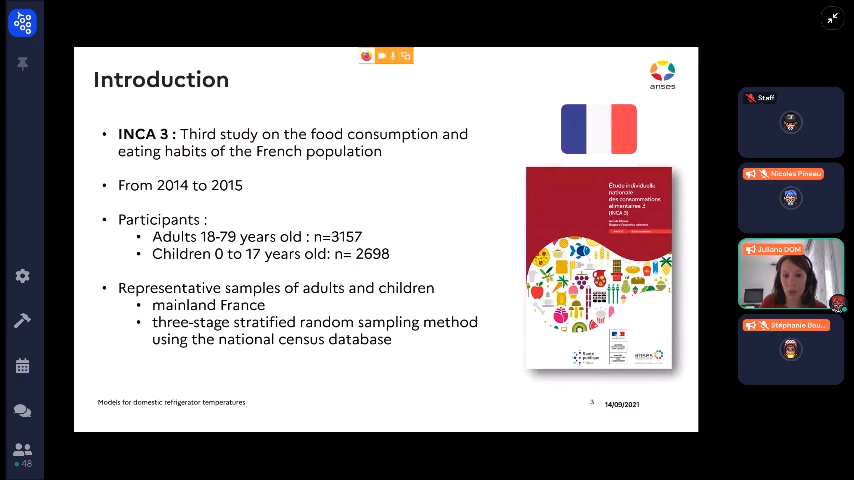 Introduction
anses
INCA 3 : Third study on the food consumption and
eating habits of the French population
From 2014 to 2015
Participants :
Adults 18-79 years old : n=3157
Children 0 to 17 years old: n= 2698
Representative samples of adults and children
mainland France
three-stage stratified random sampling method
using the national census database
Étude individuelle
nationale
des consommations
alimentaires 3
(INCA 3)
Santé
publique
anses
Models for domestic refrigerator temperatures
3
14/09/2021
Staff
Nicolas Pineau
Juliana DOM
Stéphanie Bou...
48